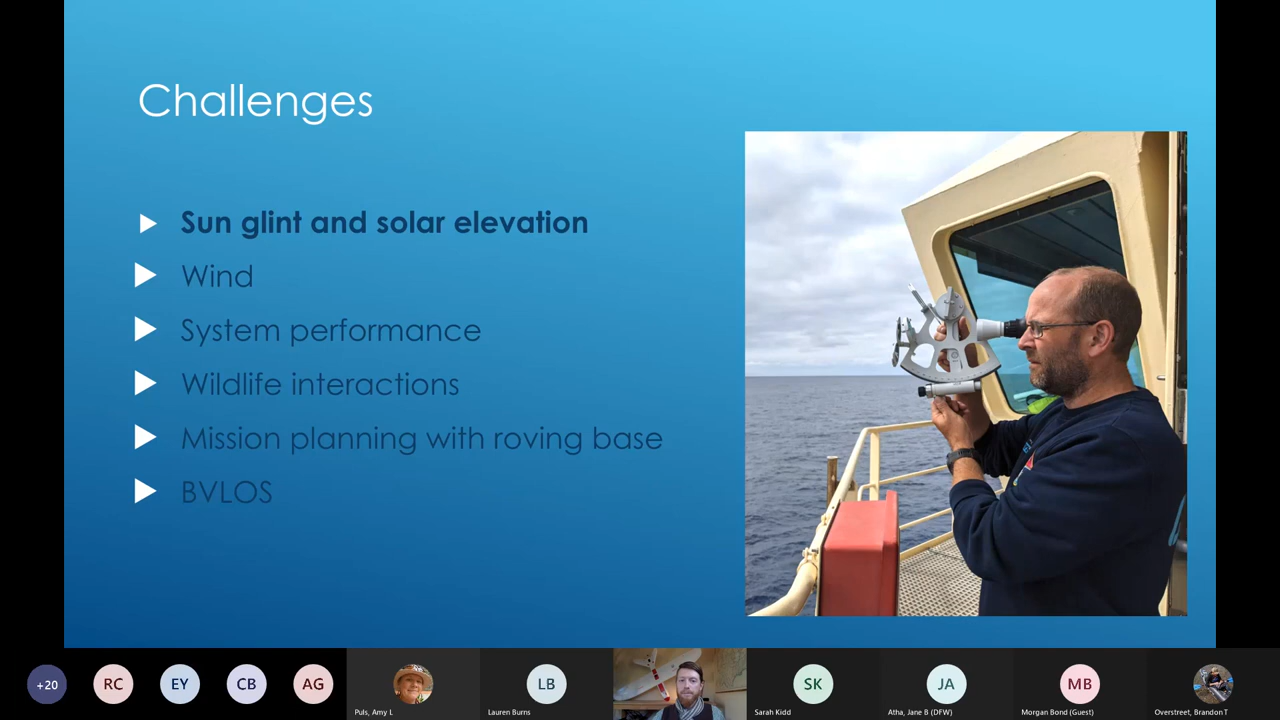 Challenges
Sun glint and solar elevation
Wind
System performance
Wildlife interactions
Mission planning with roving base
BVLOS
+20
RC
EY
CB
AG
Puls, Amy L
LB
Lauren Burns
SK
Sarah Kidd
JA
Atha, Jane B (DFW)
MB
Morgan Bond (Guest)
Overstreet, Brandon T